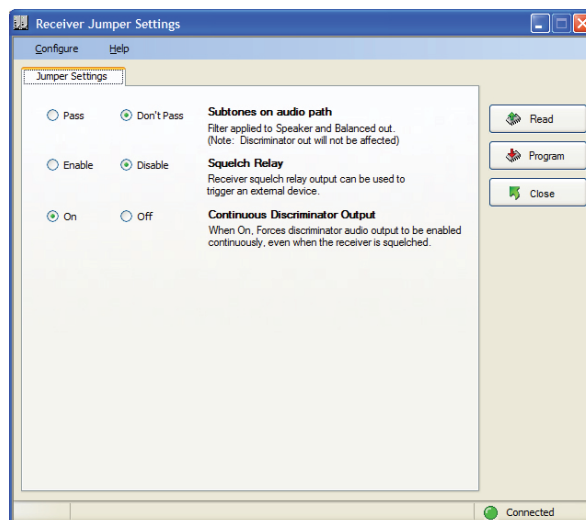 Receiver Jumper Settings
Configure Help
Jumper Settings
Pass Don't Pass Subtones on audio path
Filter applied to Speaker and Balanced out.
(Note: Discriminator out will not be affected)
Enable Disable Squelch Relay
Receiver squelch relay output can be used to
trigger an external device.
On Off Continuous Discriminator Output
When On, Forces discriminator audio output to be enabled
continuously, even when the receiver is squelched.
Read
Program
Close
Connected